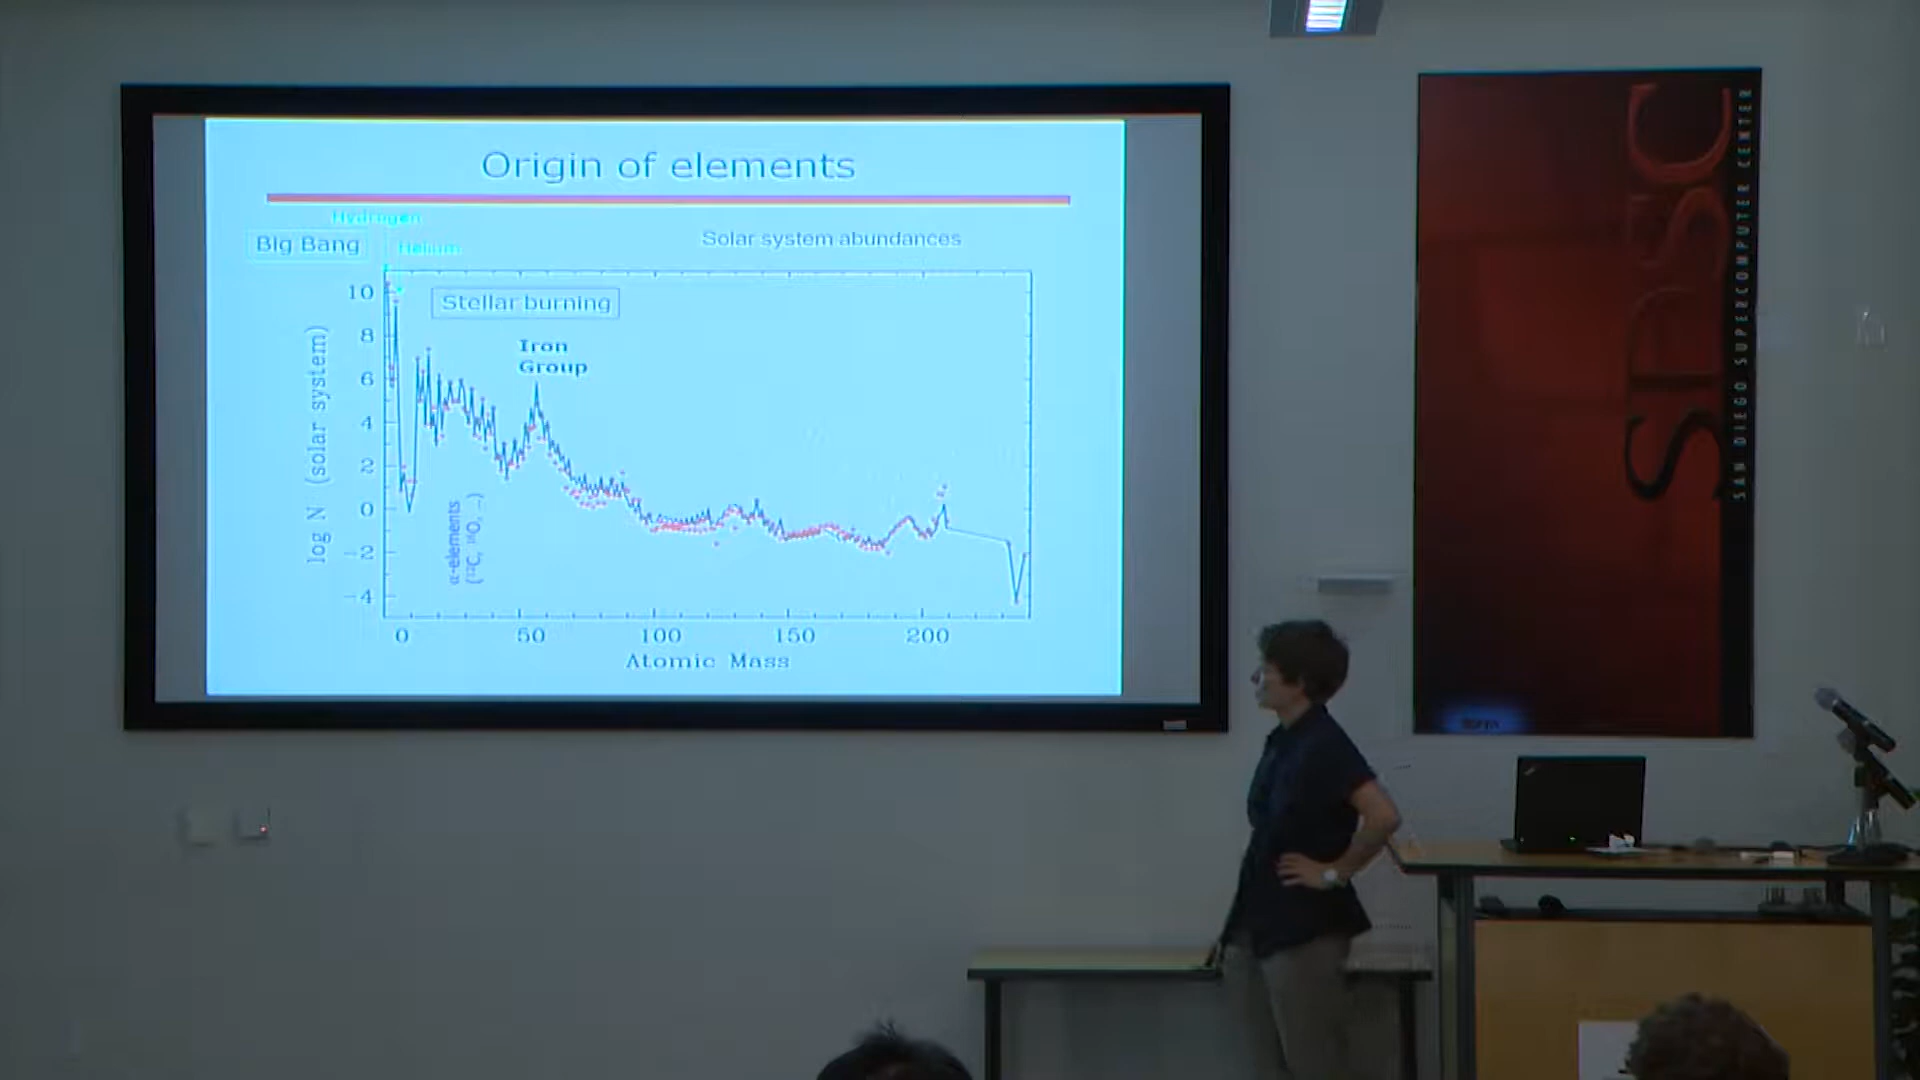 Origin of elements
Hydrogen
Big Bang
Helium
Solar system abundances
Stellar burning
Iron
Group
10
8
6
4
2
0
−2
−4
log N (solar system)
α-elements
(¹²C, ¹⁶O, ..)
0 50 100 150 200
Atomic Mass
SDSC
SAN DIEGO SUPERCOMPUTER CENTER